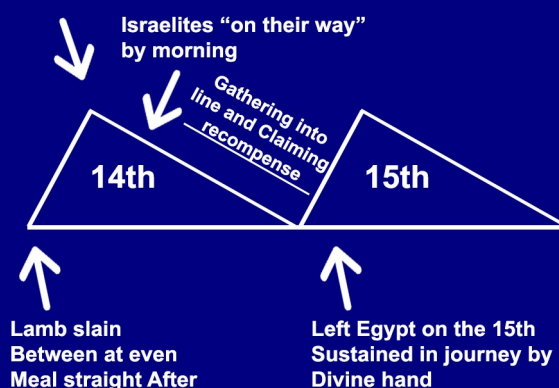 Israelites “on their way”
by morning
Gathering into
line and Claiming
recompense
14th
15th
Lamb slain
Between at even
Meal straight After
Left Egypt on the 15th
Sustained in journey by
Divine hand